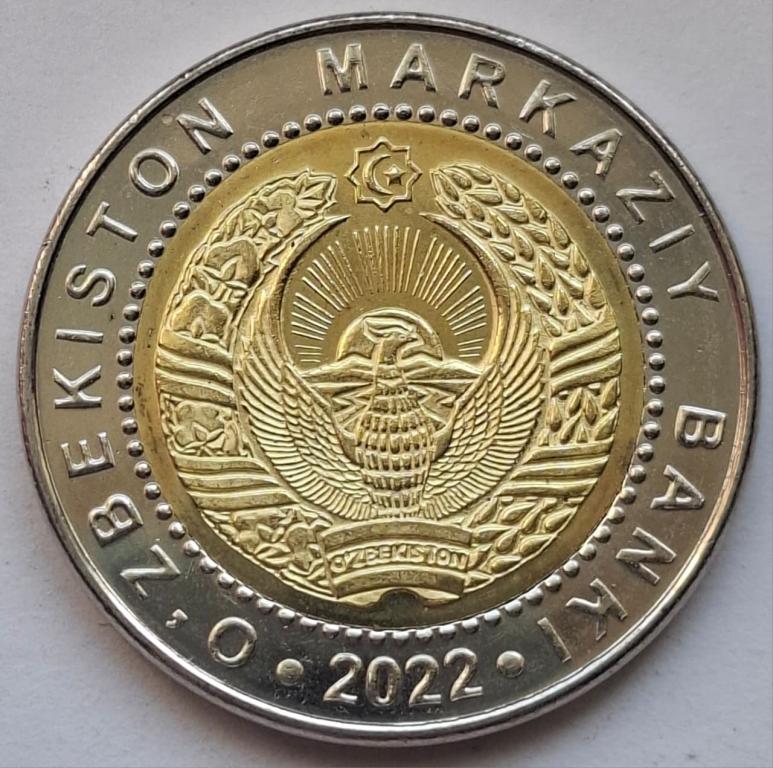 O'ZBEKISTON MARKAZIY BANKI
• 2022 •
O'ZBEKISTON